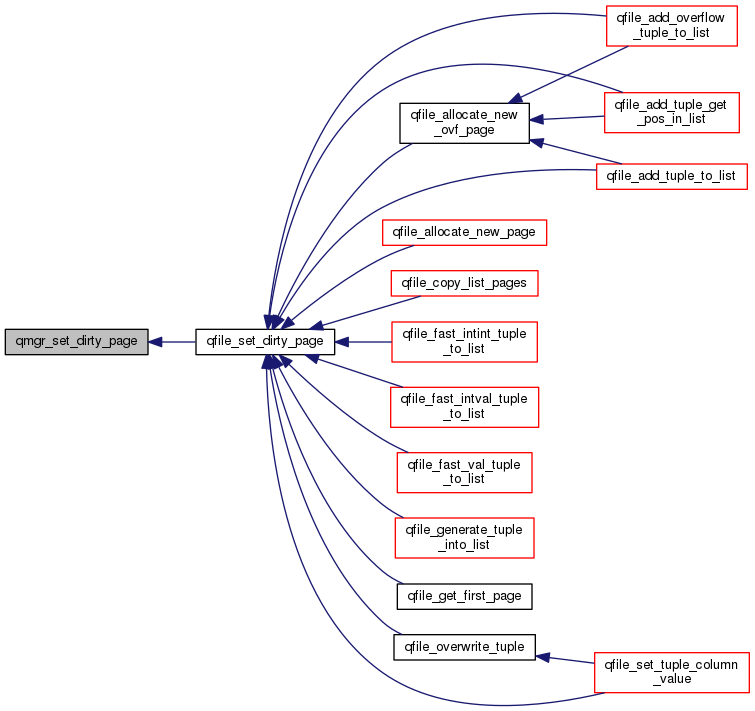 qfile_add_overflow
_tuple_to_list
qfile_add_tuple_get
_pos_in_list
qfile_allocate_new
_ovf_page
qfile_add_tuple_to_list
qfile_allocate_new_page
qfile_copy_list_pages
qmgr_set_dirty_page
qfile_set_dirty_page
qfile_fast_intint_tuple
_to_list
qfile_fast_intval_tuple
_to_list
qfile_fast_val_tuple
_to_list
qfile_generate_tuple
_into_list
qfile_get_first_page
qfile_overwrite_tuple
qfile_set_tuple_column
_value